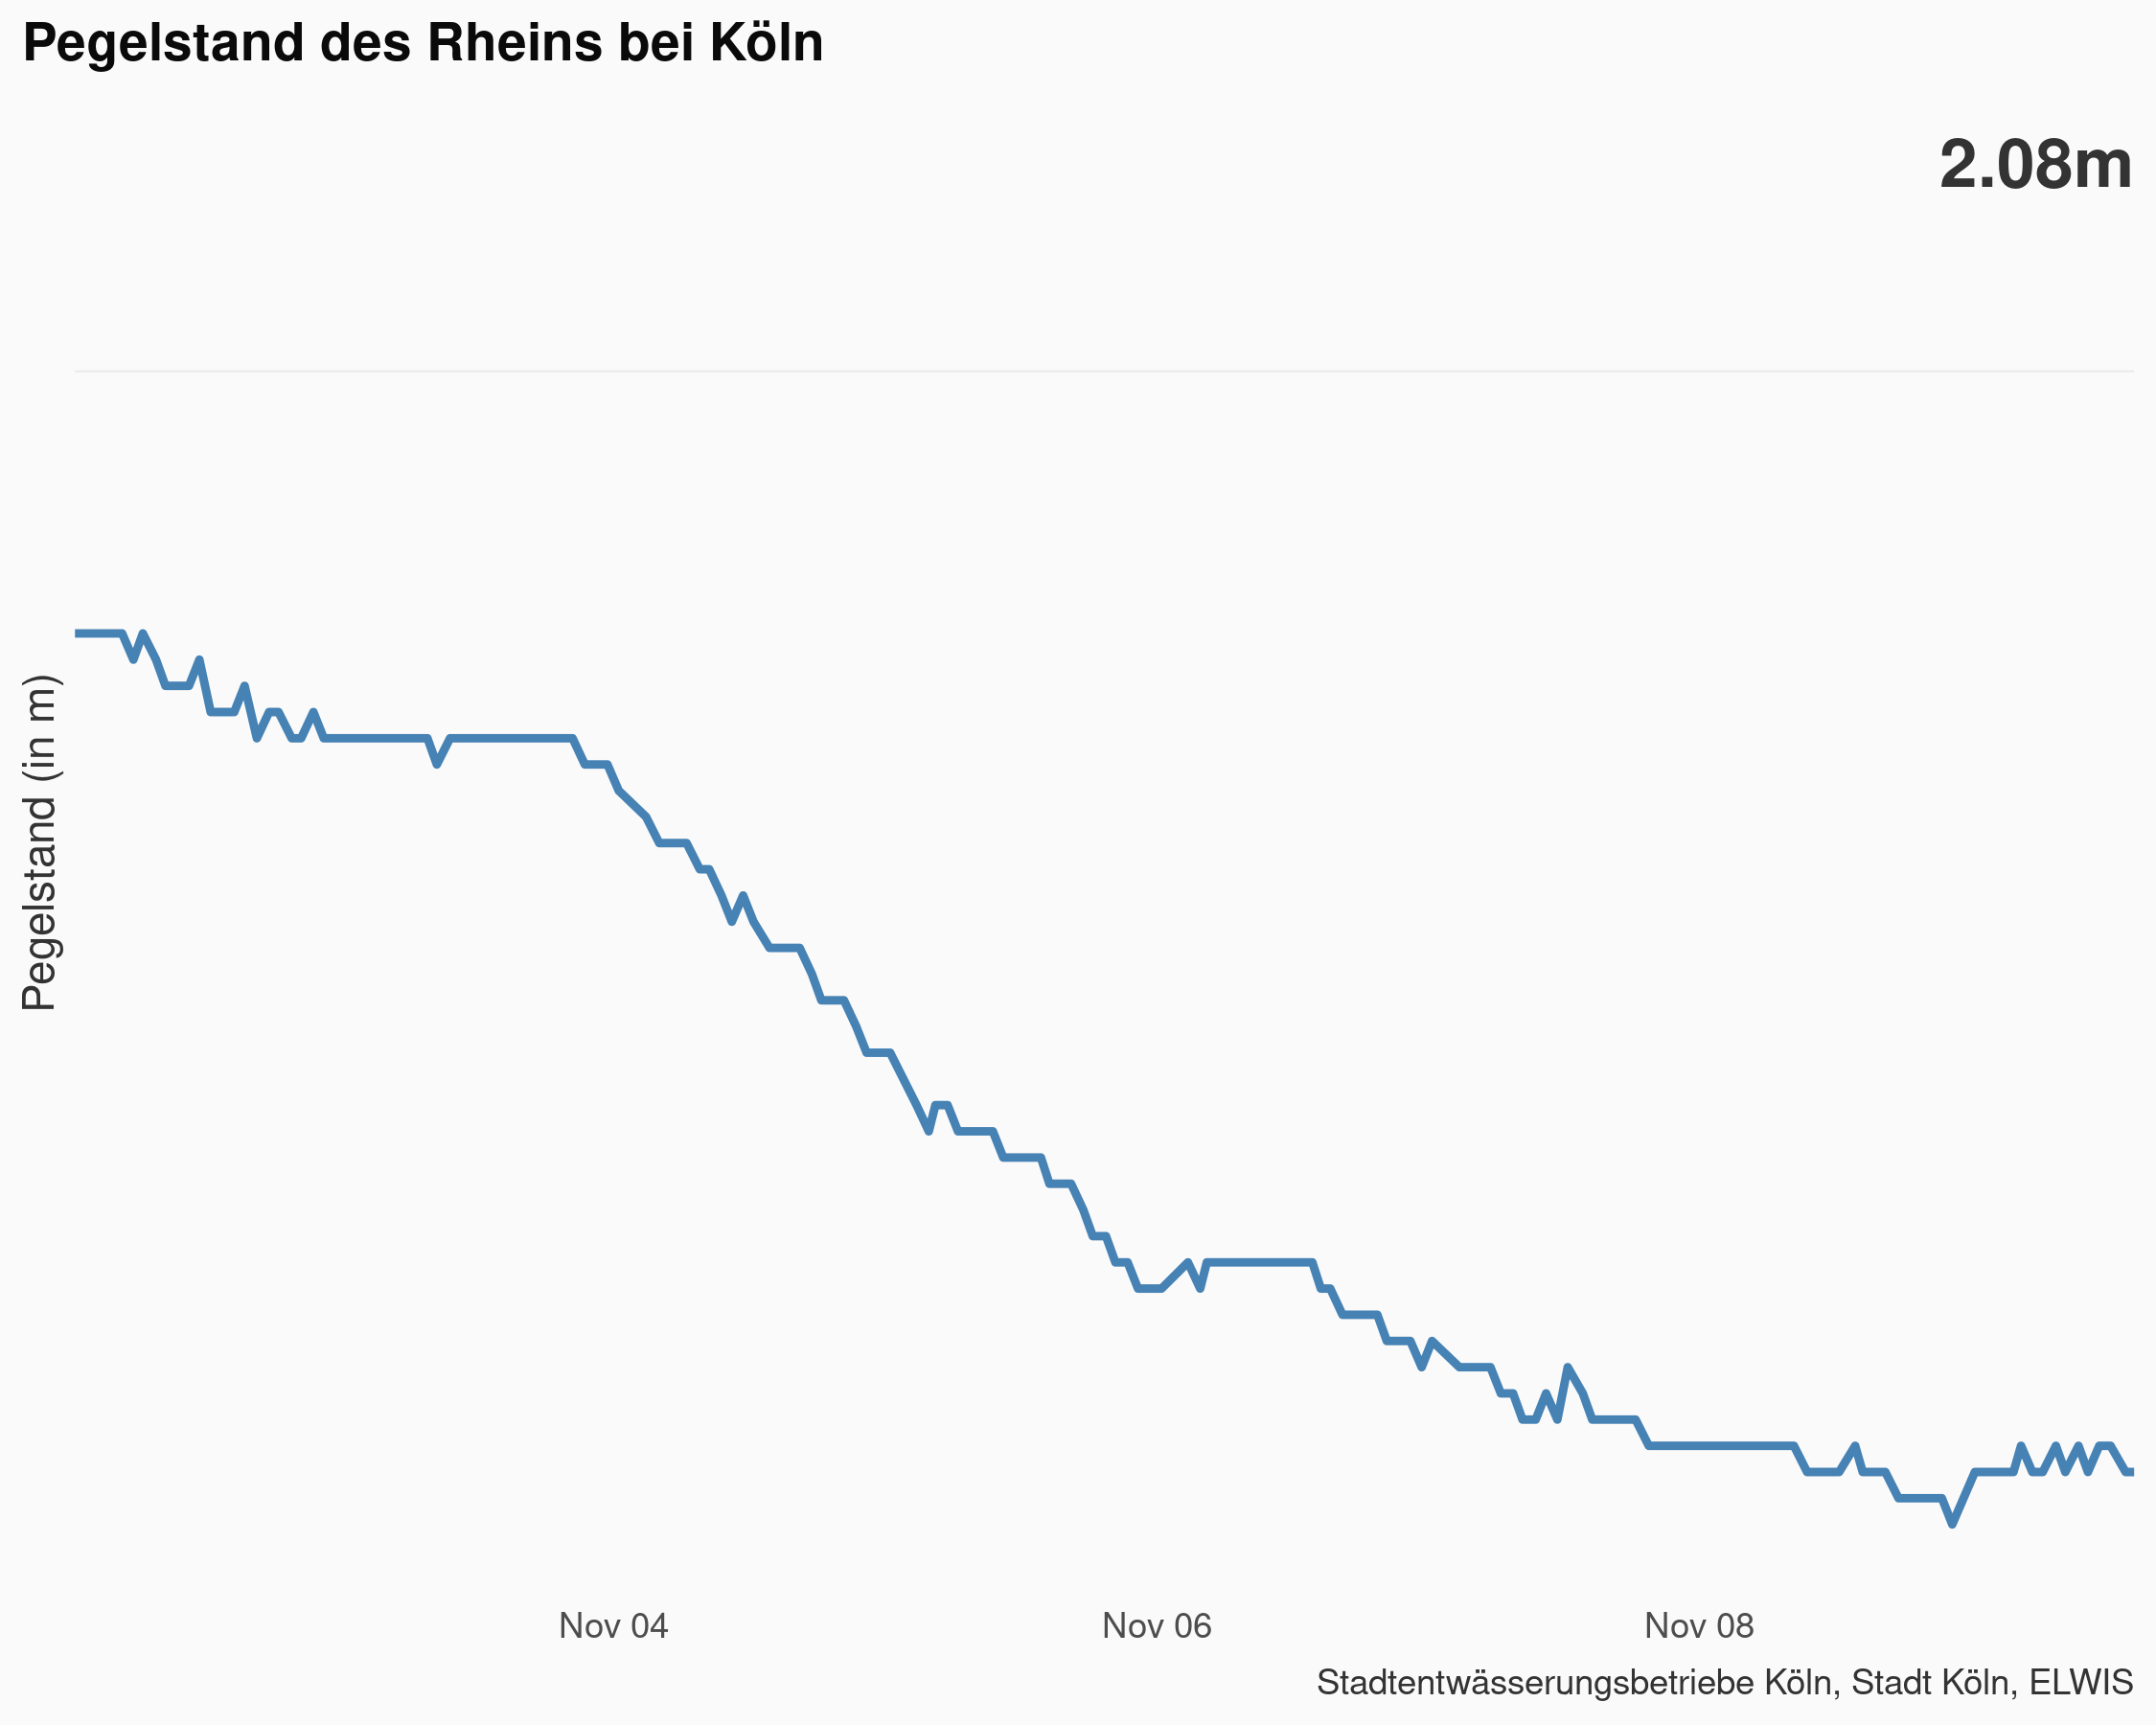 Pegelstand des Rheins bei Köln
2.08m
Pegelstand (in m)
Nov 04
Nov 06
Nov 08
Stadtentwässerungsbetriebe Köln, Stadt Köln, ELWIS